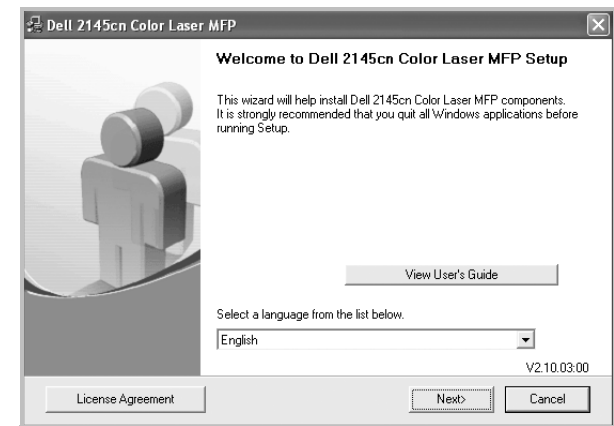 Dell 2145cn Color Laser MFP
Welcome to Dell 2145cn Color Laser MFP Setup
This wizard will help install Dell 2145cn Color Laser MFP components.
It is strongly recommended that you quit all Windows applications before
running Setup.
View User's Guide
Select a language from the list below.
English
V2.10.03:00
License Agreement
Next>
Cancel